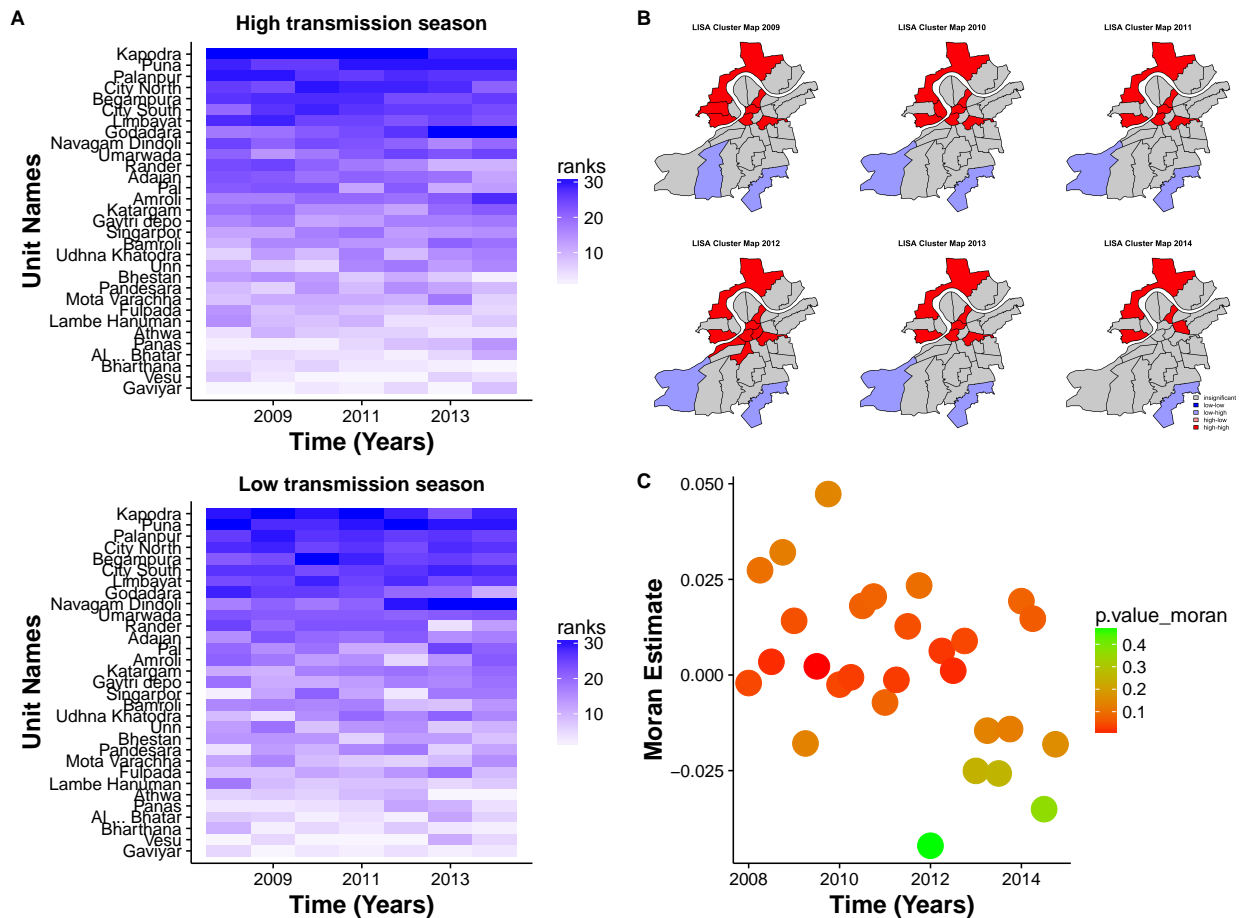 A
High transmission season
Unit Names
Kapodra
Puna
Palanpur
City North
Begampura
City South
Limbayat
Godadara
Navagam Dindoli
Umarwada
Rander
Adajan
Pal
Amroli
Katargam
Gaytri depo
Singarpor
Bamroli
Udhna Khatodra
Unn
Bhestan
Pandesara
Mota Varachna
Fulpada
Lambe Hanuman
Athwa
Panas
Al... Bhatar
Bharthana
Vesu
Gaviyar
2009 2011 2013
Time (Years)
ranks
30
20
10
Low transmission season
Unit Names
Kapodra
Puna
Palanpur
City North
Begampura
City South
Limbayat
Godadara
Navagam Dindoli
Umarwada
Rander
Adajan
Pal
Amroli
Katargam
Gaytri depo
Singarpor
Bamroli
Udhna Khatodra
Unn
Bhestan
Pandesara
Mota Varachna
Fulpada
Lambe Hanuman
Athwa
Panas
Al... Bhatar
Bharthana
Vesu
Gaviyar
2009 2011 2013
Time (Years)
ranks
30
20
10
B
LISA Cluster Map 2009
LISA Cluster Map 2010
LISA Cluster Map 2011
LISA Cluster Map 2012
LISA Cluster Map 2013
LISA Cluster Map 2014
insignificant
low-low
low-high
high-low
high-high
C
Moran Estimate
0.050
0.025
0.000
−0.025
2008 2010 2012 2014
Time (Years)
p.value_moran
0.4
0.3
0.2
0.1